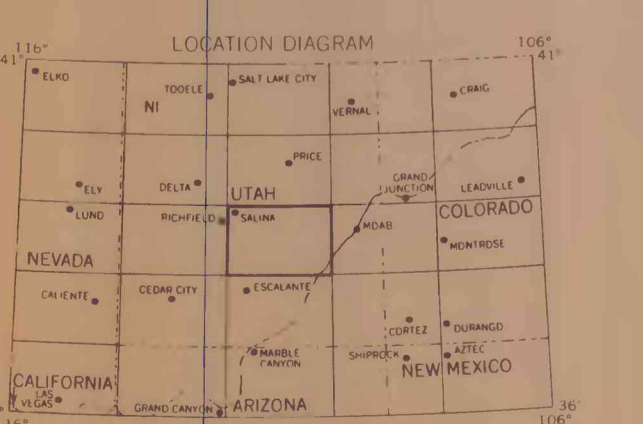 LOCATION DIAGRAM
116°
106°
41°
41°
ELKO
TOOELE
SALT LAKE CITY
VERNAL
CRAIG
NI
PRICE
ELY
DELTA
UTAH
GRAND
JUNCTION
LEADVILLE
LUND
RICHFIELD
SALINA
MOAB
COLORADO
MONTROSE
NEVADA
CALIENTE
CEDAR CITY
ESCALANTE
CORTEZ
DURANGO
MARBLE
CANYON
SHIPROCK
AZTEC
NEW MEXICO
CALIFORNIA
LAS
VEGAS
GRAND CANYON
ARIZONA
36°
106°